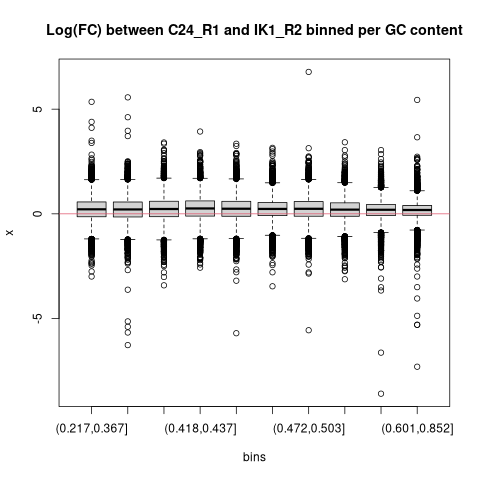 Log(FC) between C24_R1 and IK1_R2 binned per GC content
5
0
-5
x
(0.217,0.367]
(0.418,0.437]
(0.472,0.503]
(0.601,0.852]
bins